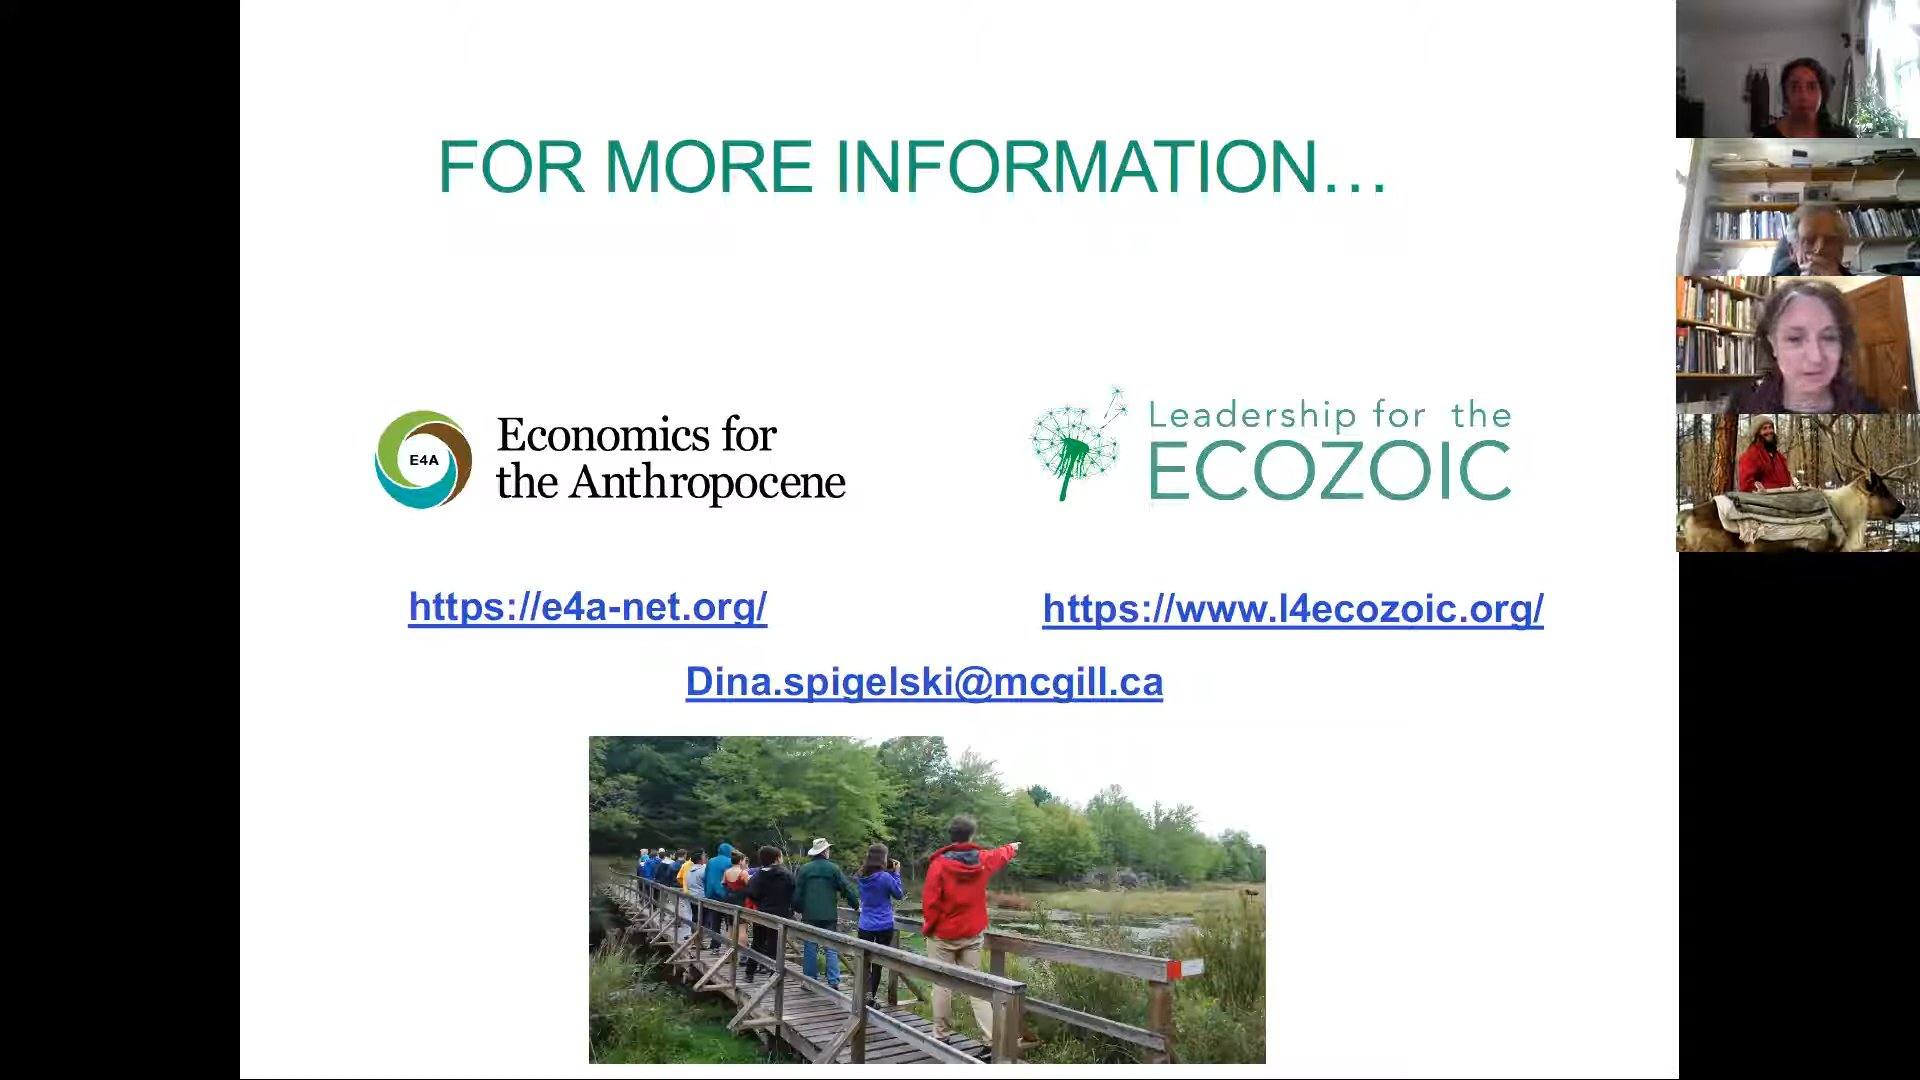 FOR MORE INFORMATION…
E4A
Economics for
the Anthropocene
Leadership for the
ECOZOIC
https://e4a-net.org/
https://www.l4ecozoic.org/
Dina.spigelski@mcgill.ca